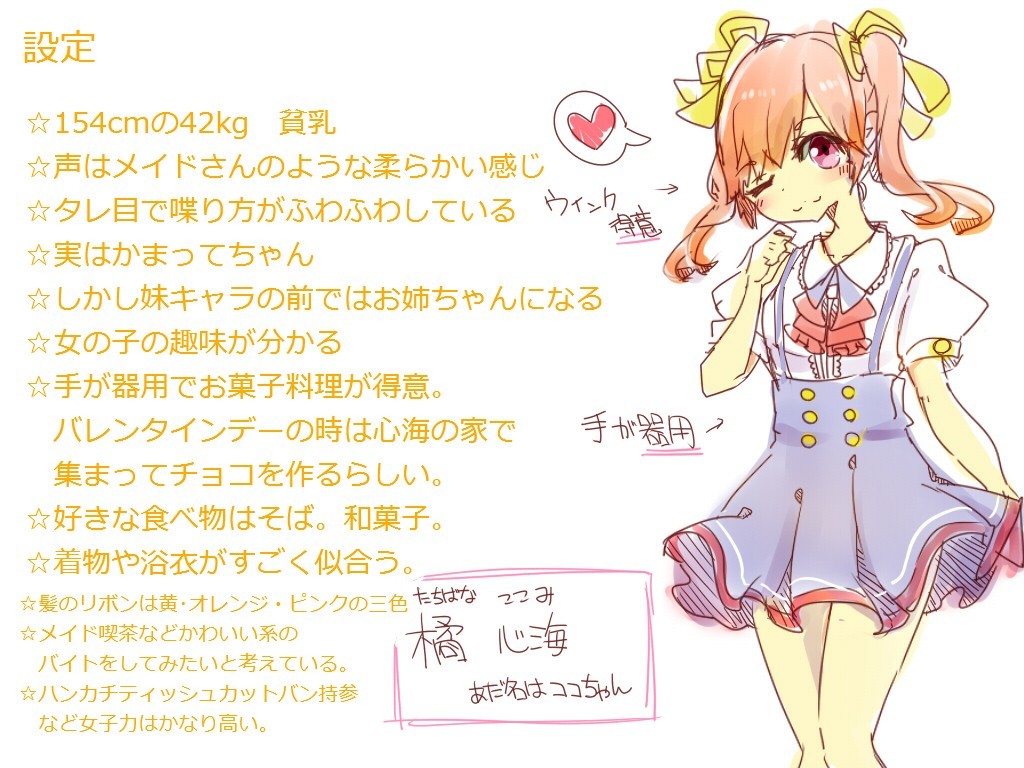 設定
☆154cmの42kg　貧乳
☆声はメイドさんのような柔らかい感じ
☆タレ目で喋り方がふわふわしている
☆実はかまってちゃん
☆しかし妹キャラの前ではお姉ちゃんになる
☆女の子の趣味が分かる
☆手が器用でお菓子料理が得意。
バレンタインデーの時は心海の家で
集まってチョコを作るらしい。
☆好きな食べ物はそば。和菓子。
☆着物や浴衣がすごく似合う。
☆髪のリボンは黄･オレンジ・ピンクの三色
☆メイド喫茶などかわいい系の
バイトをしてみたいと考えている。
☆ハンカチティッシュカットバン持参
など女子力はかなり高い。
ウィンク
得意
手が器用
たちばな　ここみ
橘　心海
あだ名はココちゃん